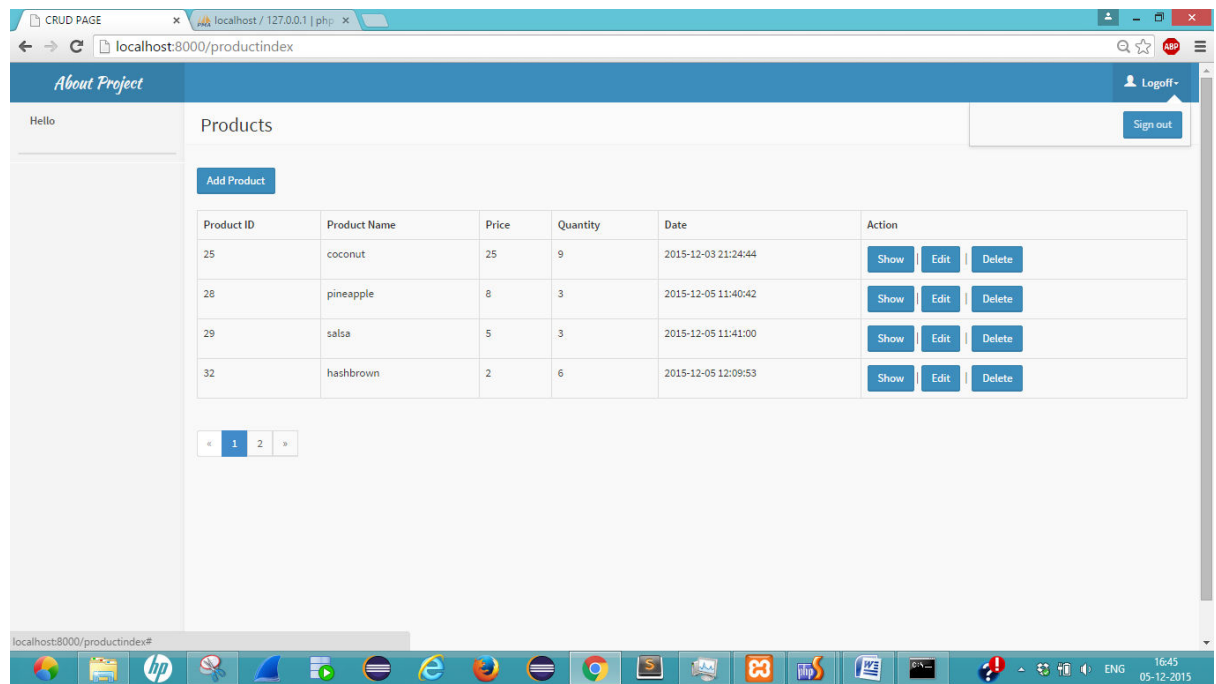 CRUD PAGE
localhost / 127.0.0.1 | php
localhost:8000/productindex
ABP
About Project
Logoff
Hello
Products
Sign out
Add Product
Product ID Product Name Price Quantity Date Action
25 coconut 25 9 2015-12-03 21:24:44 Show | Edit | Delete
28 pineapple 8 3 2015-12-05 11:40:42 Show | Edit | Delete
29 salsa 5 3 2015-12-05 11:41:00 Show | Edit | Delete
32 hashbrown 2 6 2015-12-05 12:09:53 Show | Edit | Delete
« 1 2 »
localhost:8000/productindex#
hp
S
php
W
ENG
16:45
05-12-2015